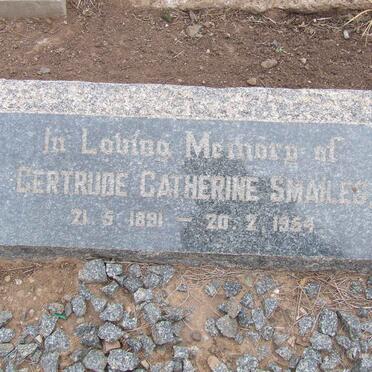 In Loving Memory of
GERTRUDE CATHERINE SMAILES
21. 5. 1891 — 20. 2. 1954